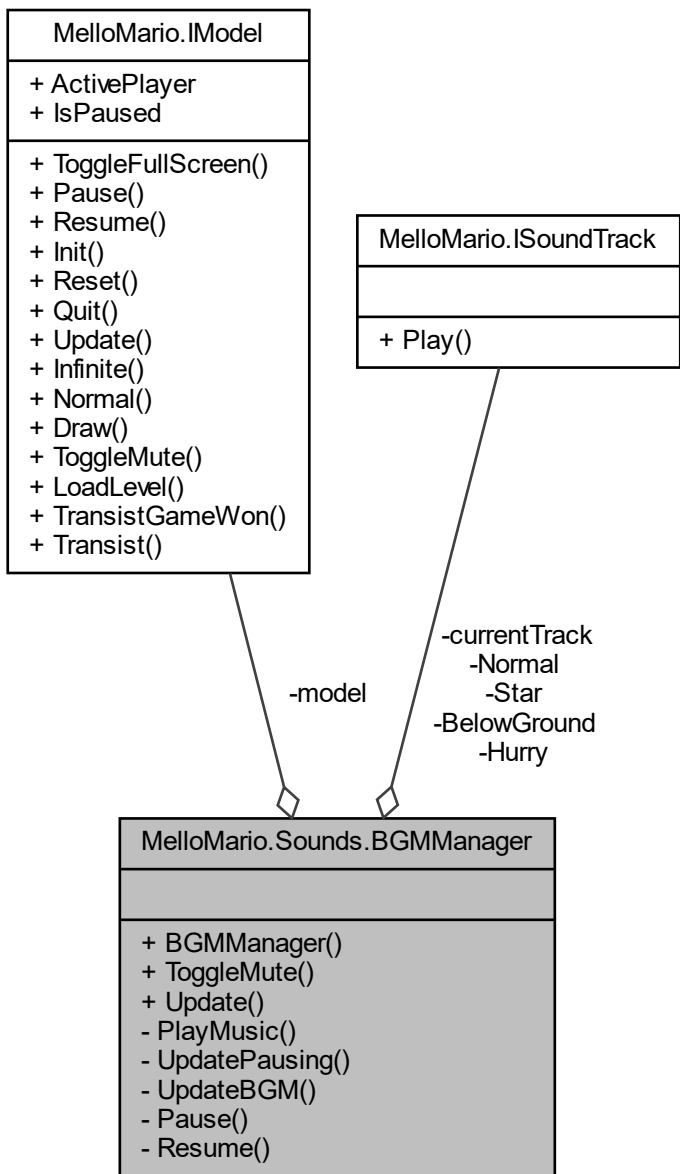 MelloMario.IModel
+ ActivePlayer
+ IsPaused
+ ToggleFullScreen()
+ Pause()
+ Resume()
+ Init()
+ Reset()
+ Quit()
+ Update()
+ Infinite()
+ Normal()
+ Draw()
+ ToggleMute()
+ LoadLevel()
+ TransistGameWon()
+ Transist()
MelloMario.ISoundTrack
+ Play()
-model
-currentTrack
-Normal
-Star
-BelowGround
-Hurry
MelloMario.Sounds.BGMManager
+ BGMManager()
+ ToggleMute()
+ Update()
- PlayMusic()
- UpdatePausing()
- UpdateBGM()
- Pause()
- Resume()